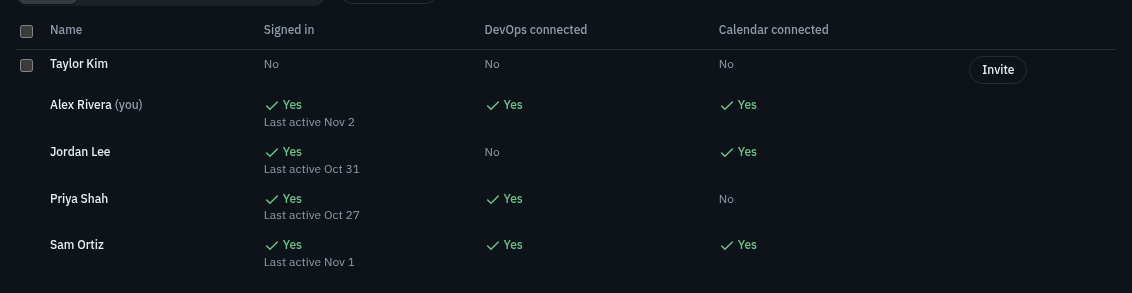 Name Signed in DevOps connected Calendar connected
Taylor Kim No No No Invite
Alex Rivera (you) Yes Yes Yes
Last active Nov 2
Jordan Lee Yes No Yes
Last active Oct 31
Priya Shah Yes Yes No
Last active Oct 27
Sam Ortiz Yes Yes Yes
Last active Nov 1